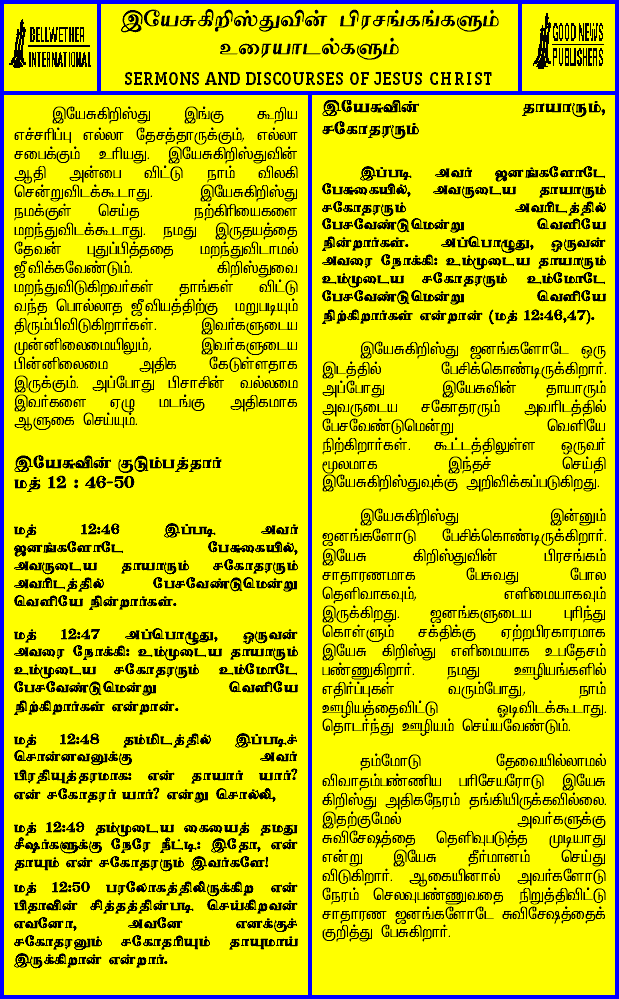 BELLWETHER
INTERNATIONAL
இயேசுகிறிஸ்துவின் பிரசங்கங்களும்
உரையாடல்களும்
SERMONS AND DISCOURSES OF JESUS CHRIST
GOOD NEWS
PUBLISHERS
இயேசுகிறிஸ்து இங்கு கூறிய
எச்சரிப்பு எல்லா தேசத்தாருக்கும், எல்லா
சபைக்கும் உரியது. இயேசுகிறிஸ்துவின்
ஆதி அன்பை விட்டு நாம் விலகி
சென்றுவிடக்கூடாது. இயேசுகிறிஸ்து
நமக்குள் செய்த நற்கிரியைகளை
மறந்துவிடக்கூடாது. நமது இருதயத்தை
தேவன் புதுப்பித்ததை மறந்துவிடாமல்
ஜீவிக்கவேண்டும். கிறிஸ்துவை
மறந்துவிடுகிறவர்கள் தாங்கள் விட்டு
வந்த பொல்லாத ஜீவியத்திற்கு மறுபடியும்
திரும்பிவிடுகிறார்கள். இவர்களுடைய
முன்னிலைமையிலும், இவர்களுடைய
பின்னிலைமை அதிக கேடுள்ளதாக
இருக்கும். அப்போது பிசாசின் வல்லமை
இவர்களை ஏழு மடங்கு அதிகமாக
ஆளுகை செய்யும்.
இயேசுவின் குடும்பத்தார்
மத் 12 : 46-50
மத் 12:46 இப்படி அவர்
ஜனங்களோடே பேசுகையில்,
அவருடைய தாயாரும் சகோதரரும்
அவரிடத்தில் பேசவேண்டுமென்று
வெளியே நின்றார்கள்.
மத் 12:47 அப்பொழுது, ஒருவன்
அவரை நோக்கி: உம்முடைய தாயாரும்
உம்முடைய சகோதரரும் உம்மோடே
பேசவேண்டுமென்று வெளியே
நிற்கிறார்கள் என்றான்.
மத் 12:48 தம்மிடத்தில் இப்படிச்
சொன்னவனுக்கு அவர்
பிரதியுத்தரமாக: என் தாயார் யார்?
என் சகோதரர் யார்? என்று சொல்லி,
மத் 12:49 தம்முடைய கையைத் தமது
சீஷர்களுக்கு நேரே நீட்டி: இதோ, என்
தாயும் என் சகோதரரும் இவர்களே!
மத் 12:50 பரலோகத்திலிருக்கிற என்
பிதாவின் சித்தத்தின்படி செய்கிறவன்
எவனோ, அவனே எனக்குச்
சகோதரனும் சகோதரியும் தாயுமாய்
இருக்கிறான் என்றார்.
இயேசுவின் தாயாரும்,
சகோதரரும்
இப்படி அவர் ஜனங்களோடே
பேசுகையில், அவருடைய தாயாரும்
சகோதரரும் அவரிடத்தில்
பேசவேண்டுமென்று வெளியே
நின்றார்கள். அப்பொழுது, ஒருவன்
அவரை நோக்கி: உம்முடைய தாயாரும்
உம்முடைய சகோதரரும் உம்மோடே
பேசவேண்டுமென்று வெளியே
நிற்கிறார்கள் என்றான் (மத் 12:46,47).
இயேசுகிறிஸ்து ஜனங்களோடே ஒரு
இடத்தில் பேசிக்கொண்டிருக்கிறார்.
அப்போது இயேசுவின் தாயாரும்
அவருடைய சகோதரரும் அவரிடத்தில்
பேசவேண்டுமென்று வெளியே
நிற்கிறார்கள். கூட்டத்திலுள்ள ஒருவர்
மூலமாக இந்தச் செய்தி
இயேசுகிறிஸ்துவுக்கு அறிவிக்கப்படுகிறது.
இயேசுகிறிஸ்து இன்னும்
ஜனங்களோடு பேசிக்கொண்டிருக்கிறார்.
இயேசு கிறிஸ்துவின் பிரசங்கம்
சாதாரணமாக பேசுவது போல
தெளிவாகவும், எளிமையாகவும்
இருக்கிறது. ஜனங்களுடைய புரிந்து
கொள்ளும் சக்திக்கு ஏற்றபிரகாரமாக
இயேசு கிறிஸ்து எளிமையாக உபதேசம்
பண்ணுகிறார். நமது ஊழியங்களில்
எதிர்ப்புகள் வரும்போது, நாம்
ஊழியத்தைவிட்டு ஓடிவிடக்கூடாது.
தொடர்ந்து ஊழியம் செய்யவேண்டும்.
தம்மோடு தேவையில்லாமல்
விவாதம்பண்ணிய பரிசேயரோடு இயேசு
கிறிஸ்து அதிகநேரம் தங்கியிருக்கவில்லை.
இதற்குமேல் அவர்களுக்கு
சுவிசேஷத்தை தெளிவுபடுத்த முடியாது
என்று இயேசு தீர்மானம் செய்து
விடுகிறார். ஆகையினால் அவர்களோடு
நேரம் செலவுபண்ணுவதை நிறுத்திவிட்டு
சாதாரண ஜனங்களோடே சுவிசேஷத்தைக்
குறித்து பேசுகிறார்.